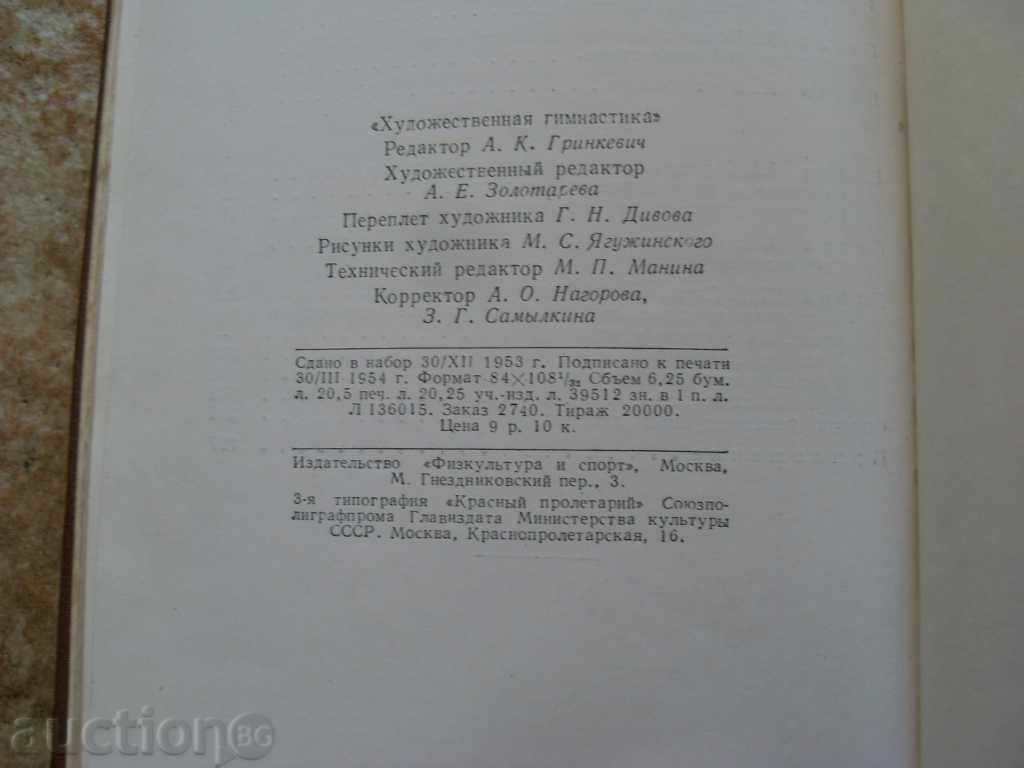 «Художественная гимнастика»
Редактор А. К. Гринкевич
Художественный редактор
А. Е. Золотарева
Переплет художника Г. Н. Дивова
Рисунки художника М. С. Ягужинского
Технический редактор М. П. Манина
Корректор А. О. Нагорова,
З. Г. Самылкина
Сдано в набор 30/XII 1953 г. Подписано к печати
30/III 1954 г. Формат 84×108¹/₃₂ Объем 6,25 бум.
л. 20,5 печ. л. 20,25 уч.-изд. л. 39512 зн. в 1 п. л.
Л 136015. Заказ 2740. Тираж 20000.
Цена 9 р. 10 к.
Издательство «Физкультура и спорт», Москва,
М. Гнездниковский пер., 3.
3-я типография «Красный пролетарий» Союзпо-
лиграфпрома Главиздата Министерства культуры
СССР. Москва, Краснопролетарская, 16.
auction BG